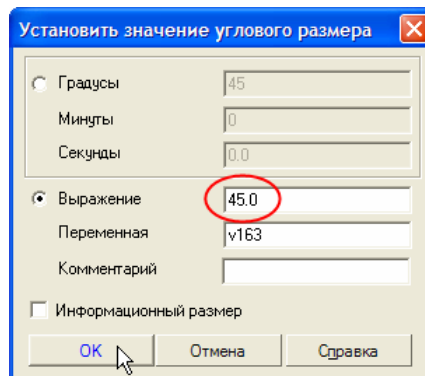 Установить значение углового размера
Градусы 45
Минуты 0
Секунды 0.0
Выражение 45.0
Переменная v163
Комментарий
Информационный размер
OK Отмена Справка